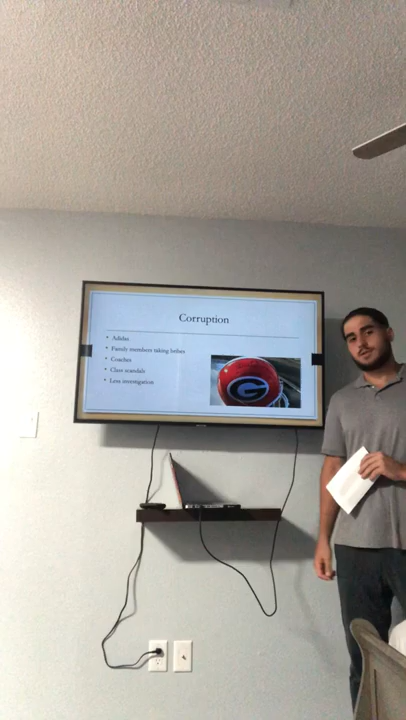 Corruption
• Adidas
• Family members taking bribes
• Coaches
• Class scandals
• Less investigation
G